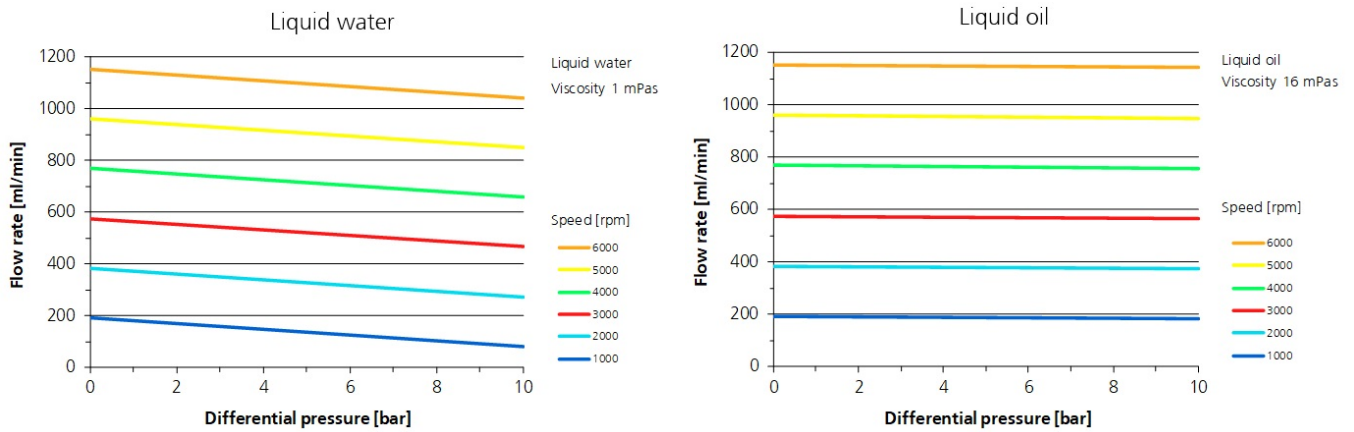 Liquid water
Flow rate [ml/min]
1200
1000
800
600
400
200
0
0 2 4 6 8 10
Differential pressure [bar]
Liquid water
Viscosity 1 mPas
Speed [rpm]
6000
5000
4000
3000
2000
1000
Liquid oil
Flow rate [ml/min]
1200
1000
800
600
400
200
0
0 2 4 6 8 10
Differential pressure [bar]
Liquid oil
Viscosity 16 mPas
Speed [rpm]
6000
5000
4000
3000
2000
1000